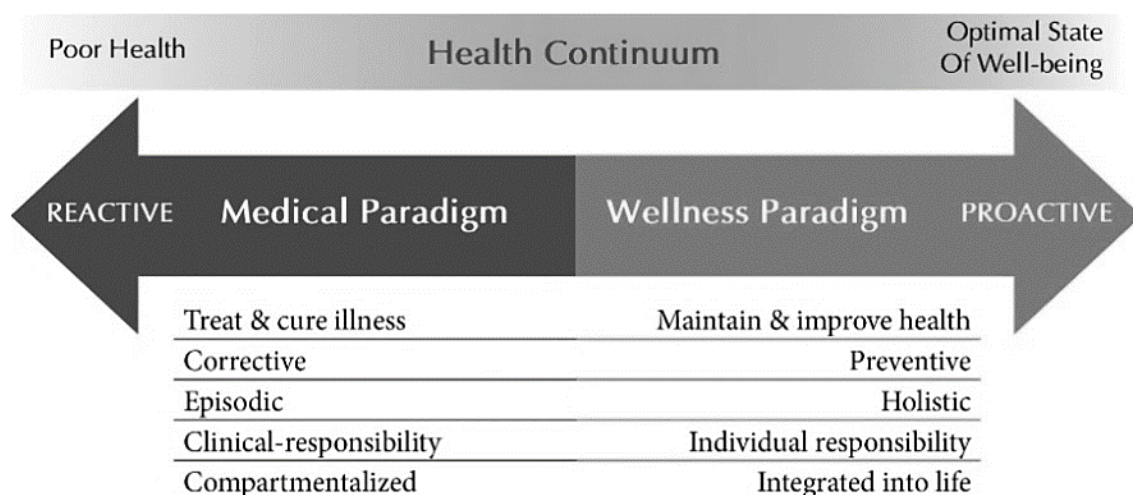 Poor Health
Health Continuum
Optimal State
Of Well-being
REACTIVE
Medical Paradigm
Wellness Paradigm
PROACTIVE
Treat & cure illness
Maintain & improve health
Corrective
Preventive
Episodic
Holistic
Clinical-responsibility
Individual responsibility
Compartmentalized
Integrated into life